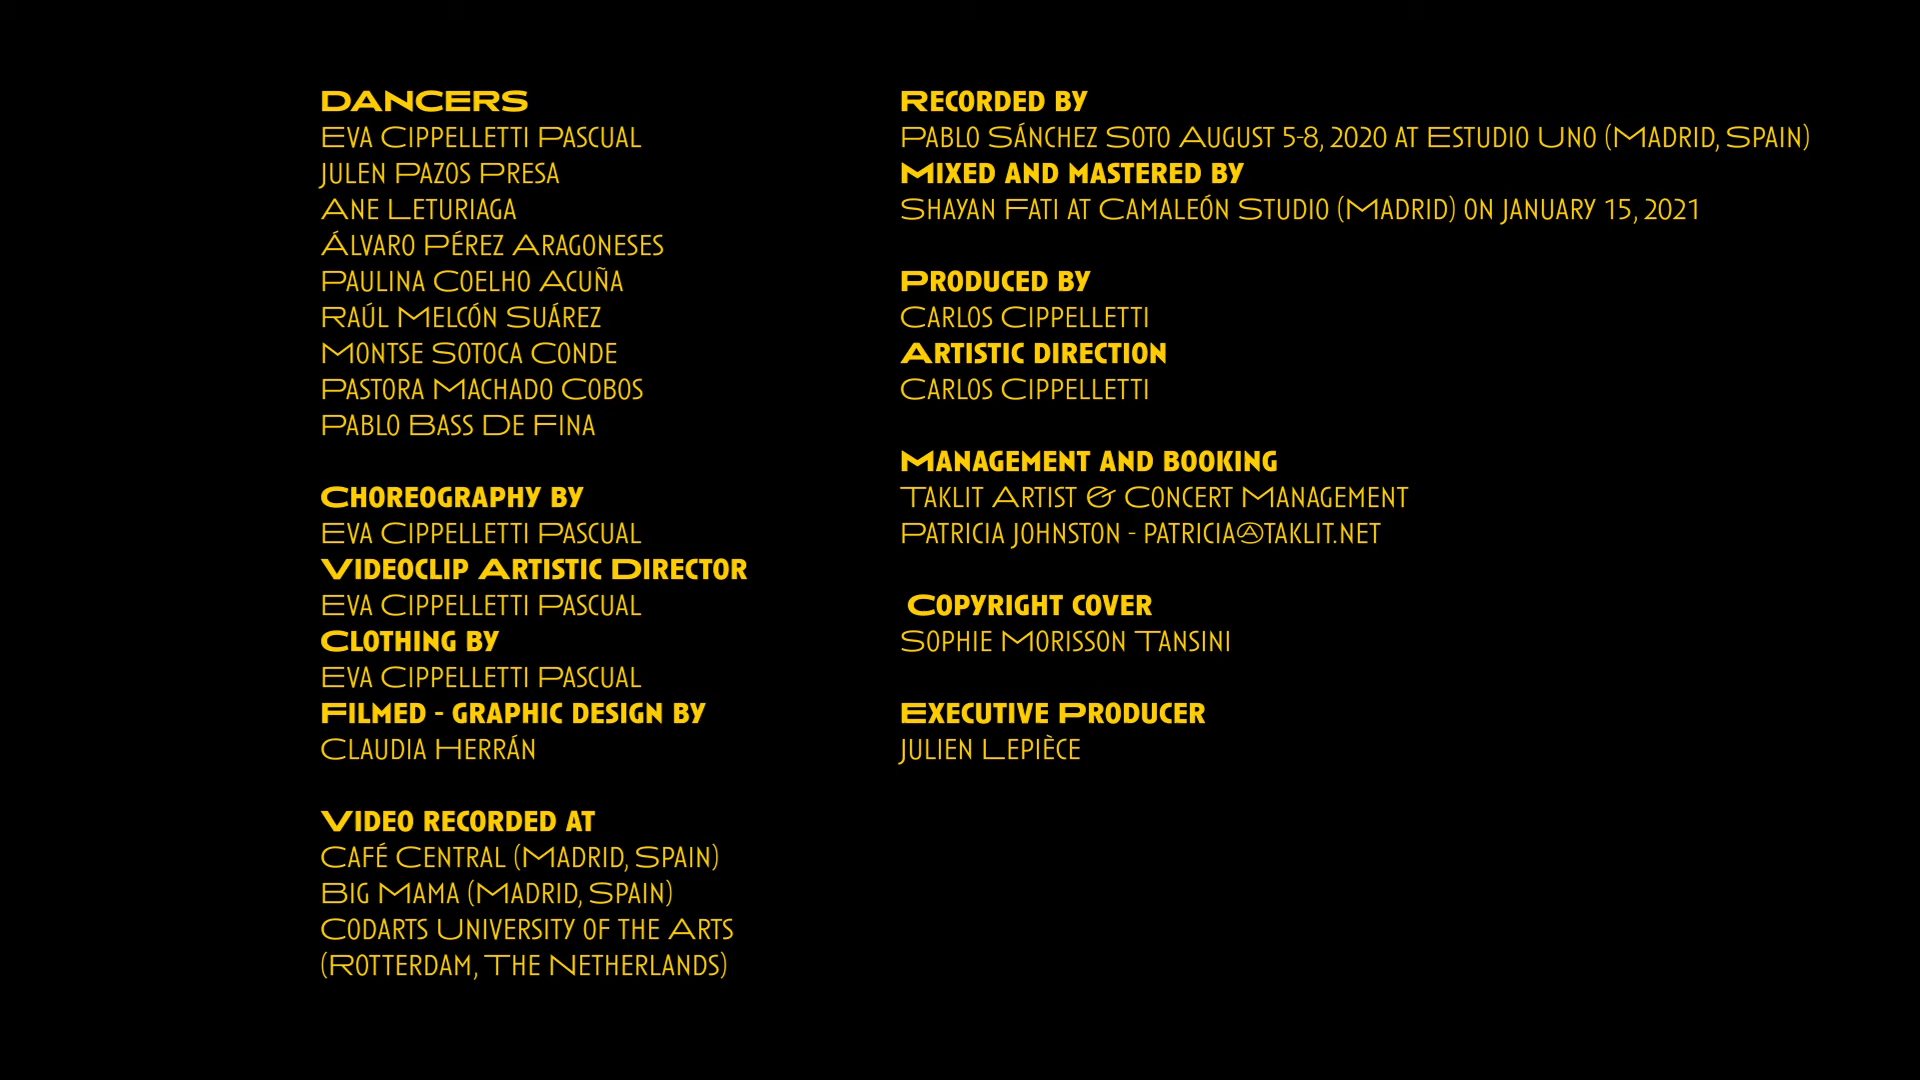 DANCERS
Eva Cippelletti Pascual
Julen Pazos Presa
Ane Leturiaga
Álvaro Pérez Aragoneses
Paulina Coelho Acuña
Raúl Melcón Suárez
Montse Sotoca Conde
Pastora Machado Cobos
Pablo Bass De Fina
Choreography by
Eva Cippelletti Pascual
Videoclip Artistic Director
Eva Cippelletti Pascual
Clothing by
Eva Cippelletti Pascual
Filmed - graphic design by
Claudia Herrán
Video recorded at
Café Central (Madrid, Spain)
Big Mama (Madrid, Spain)
Codarts University of the Arts
(Rotterdam, The Netherlands)
Recorded by
Pablo Sánchez Soto August 5-8, 2020 at Estudio Uno (Madrid, Spain)
Mixed and mastered by
Shayan Fati at Camaleón Studio (Madrid) on January 15, 2021
Produced by
Carlos Cippelletti
Artistic direction
Carlos Cippelletti
Management and booking
Taklit Artist & Concert Management
Patricia Johnston - patricia@taklit.net
Copyright cover
Sophie Morisson Tansini
Executive Producer
Julien Lepièce